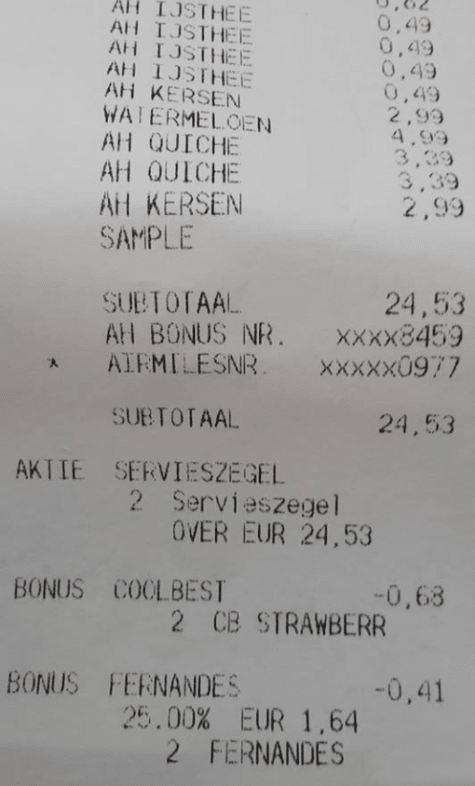 0,82
AH IJSTHEE 0,49
AH IJSTHEE 0,49
AH IJSTHEE 0,49
AH IJSTHEE 0,49
AH KERSEN 2,99
WATERMELOEN 4,99
AH QUICHE 3,39
AH QUICHE 3,39
AH KERSEN 2,99
SAMPLE
SUBTOTAAL 24,53
AH BONUS NR. xxxx8459
* AIRMILESNR. xxxxx0977
SUBTOTAAL 24,53
AKTIE SERVIESZEGEL
2 Servieszegel
OVER EUR 24,53
BONUS COOLBEST -0,68
2 CB STRAWBERR
BONUS FERNANDES -0,41
25.00% EUR 1,64
2 FERNANDES